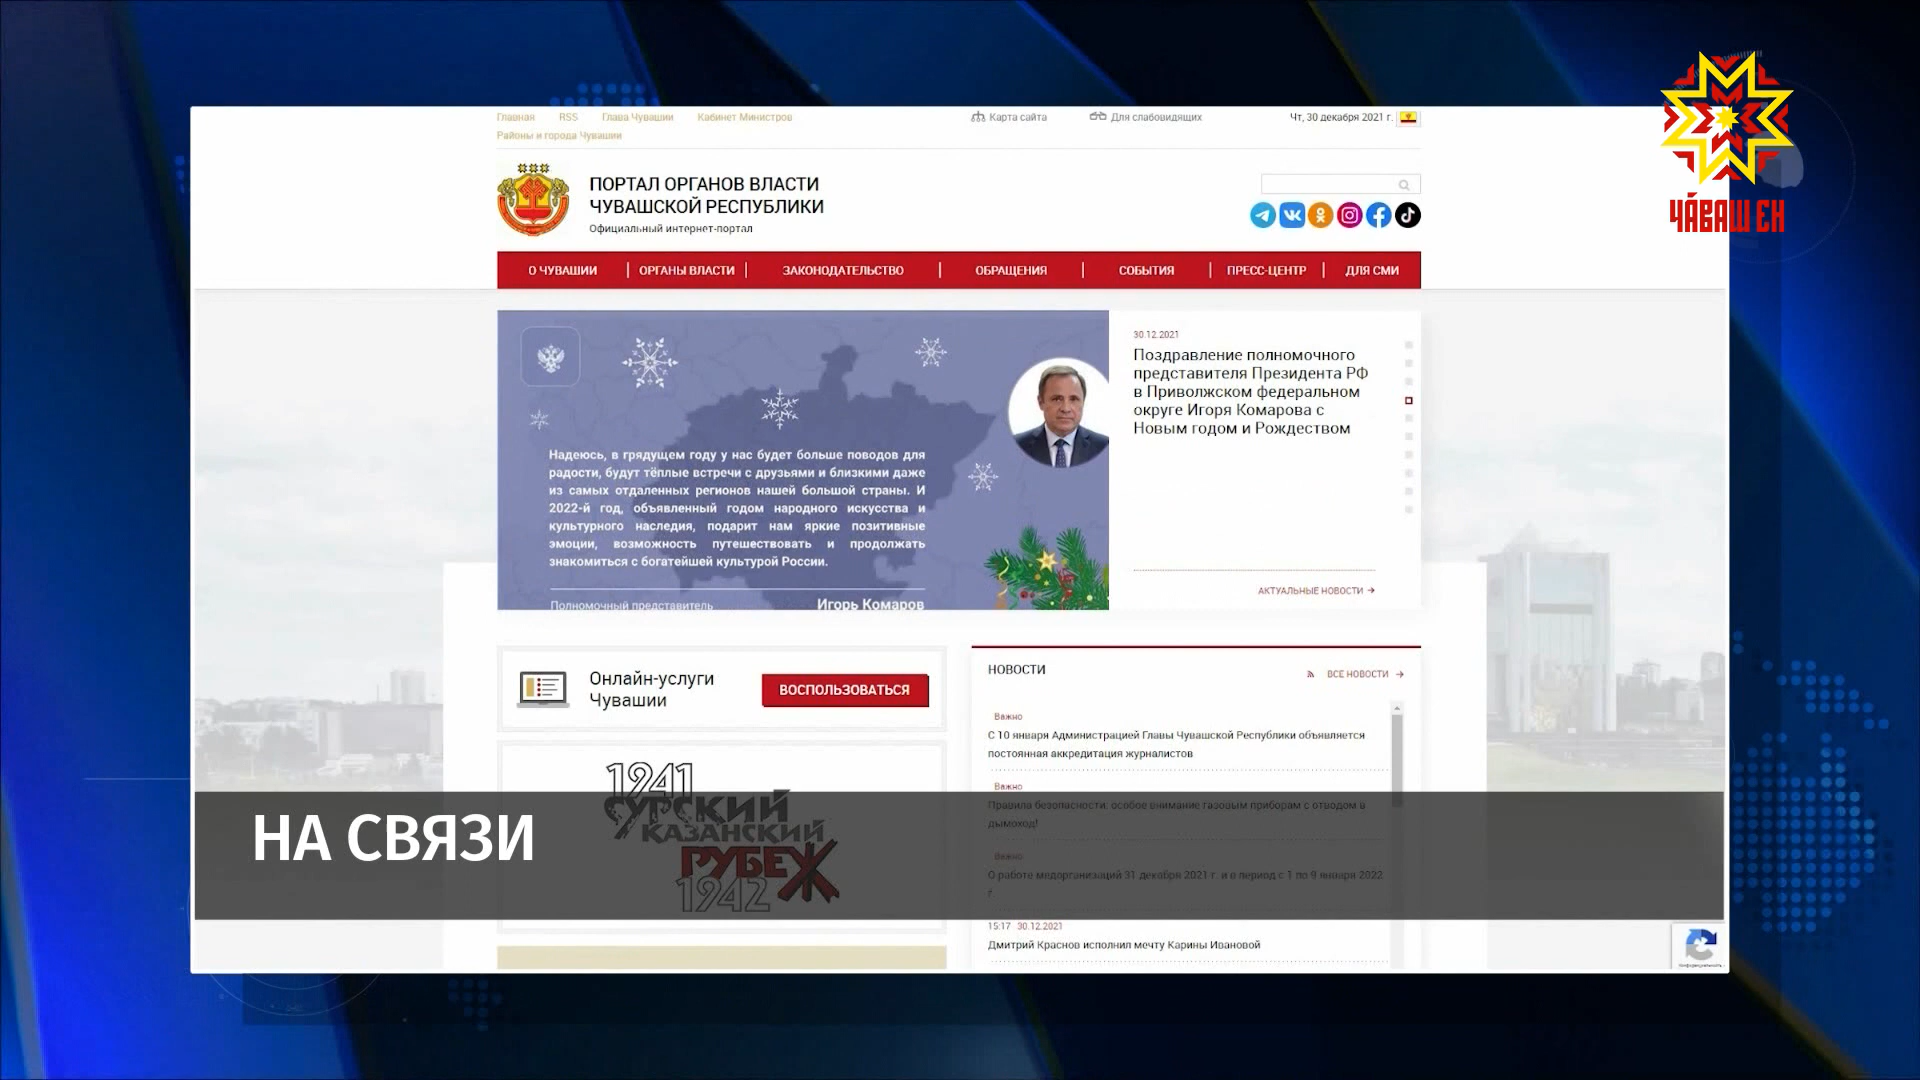 Главная RSS Глава Чувашии Кабинет Министров
Районы и города Чувашии
Карта сайта Для слабовидящих Чт, 30 декабря 2021 г.
ЧӐВАШ ЕН
ПОРТАЛ ОРГАНОВ ВЛАСТИ
ЧУВАШСКОЙ РЕСПУБЛИКИ
Официальный интернет-портал
О ЧУВАШИИ ОРГАНЫ ВЛАСТИ ЗАКОНОДАТЕЛЬСТВО ОБРАЩЕНИЯ СОБЫТИЯ ПРЕСС-ЦЕНТР ДЛЯ СМИ
Надеюсь, в грядущем году у нас будет больше поводов для
радости, будут тёплые встречи с друзьями и близкими даже
из самых отдаленных регионов нашей большой страны. И
2022-й год, объявленный годом народного искусства и
культурного наследия, подарит нам яркие позитивные
эмоции, возможность путешествовать и продолжать
знакомиться с богатейшей культурой России.
Полномочный представитель Игорь Комаров
30.12.2021
Поздравление полномочного
представителя Президента РФ
в Приволжском федеральном
округе Игоря Комарова с
Новым годом и Рождеством
АКТУАЛЬНЫЕ НОВОСТИ
Онлайн-услуги
Чувашии
ВОСПОЛЬЗОВАТЬСЯ
1941
СУРСКИЙ
КАЗАНСКИЙ
РУБЕЖ
1942
НОВОСТИ ВСЕ НОВОСТИ
Важно
С 10 января Администрацией Главы Чувашской Республики объявляется
постоянная аккредитация журналистов
Важно
Правила безопасности: особое внимание газовым приборам с отводом в
дымоход!
Важно
О работе медорганизаций 31 декабря 2021 г. и в период с 1 по 9 января 2022
г
15:17 30.12.2021
Дмитрий Краснов исполнил мечту Карины Ивановой
НА СВЯЗИ